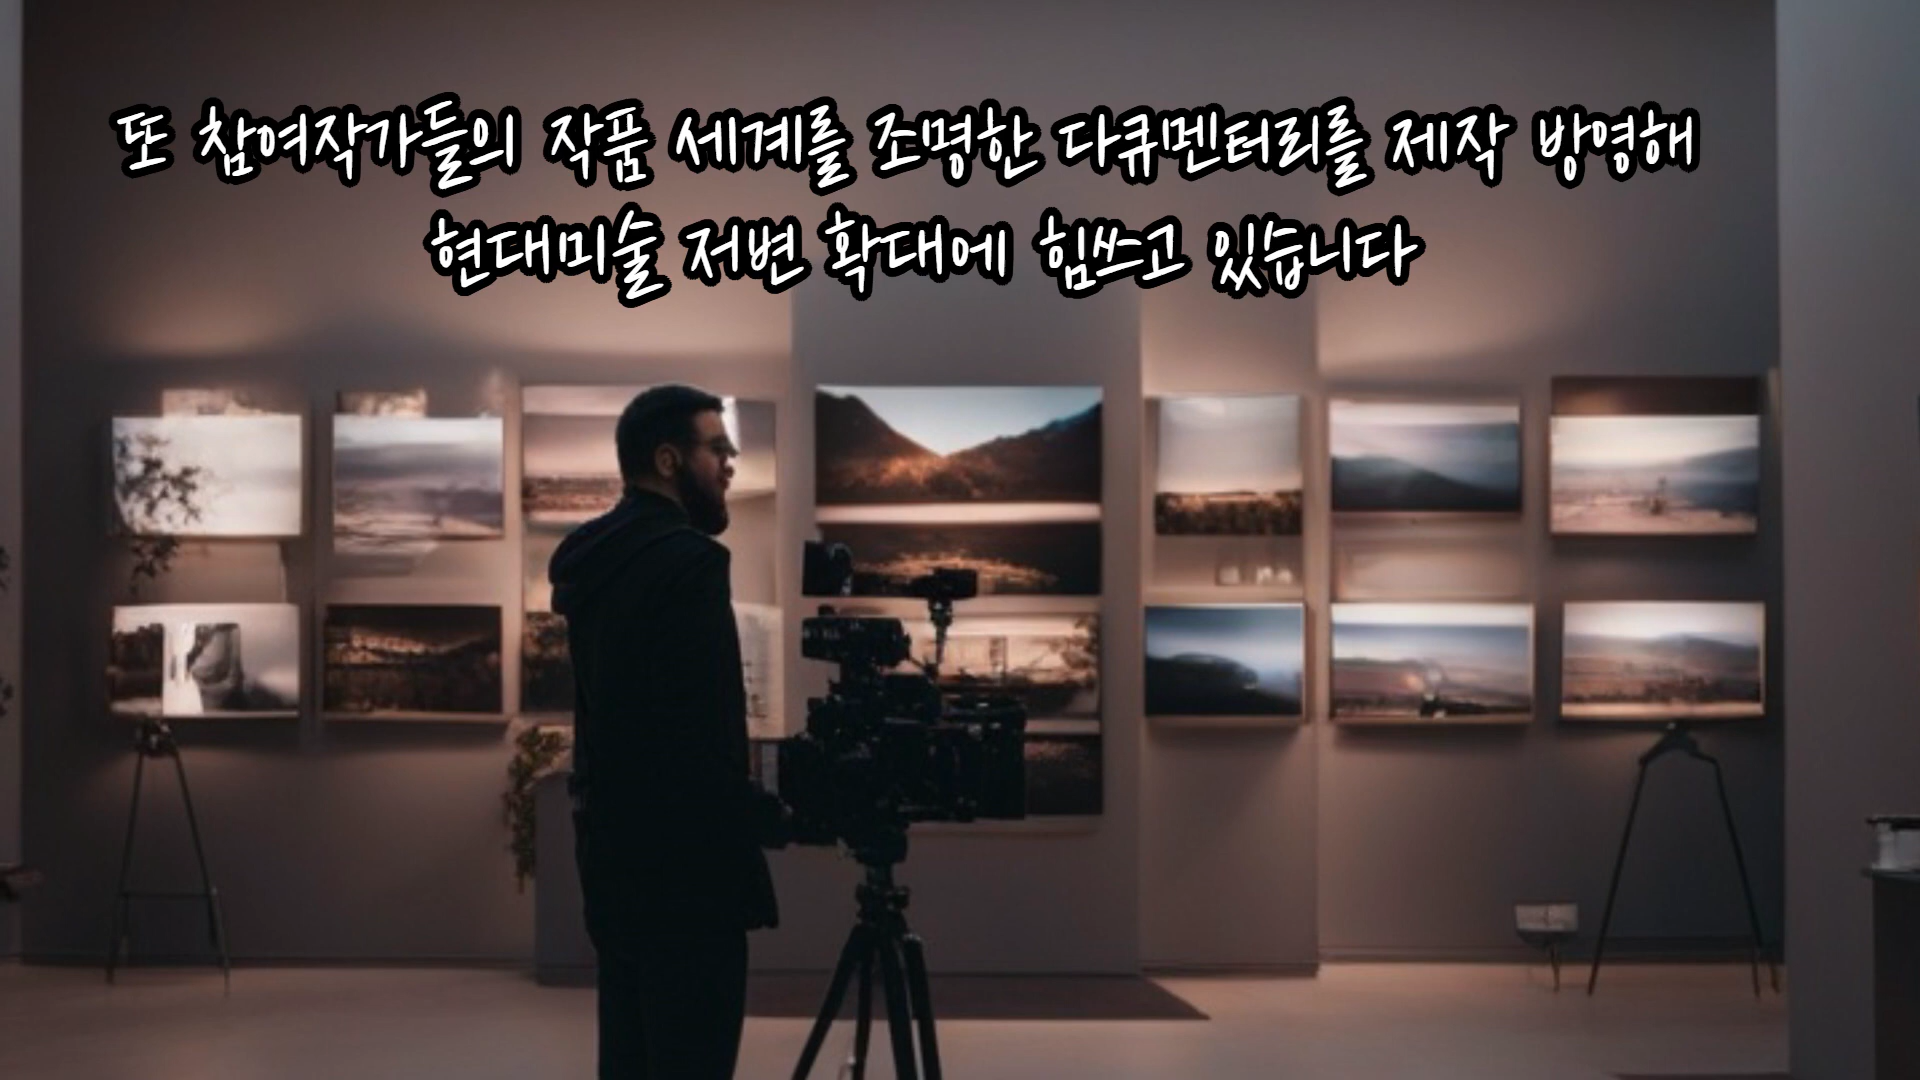 또 참여작가들의 작품 세계를 조명한 다큐멘터리를 제작 방영해
현대미술 저변 확대에 힘쓰고 있습니다